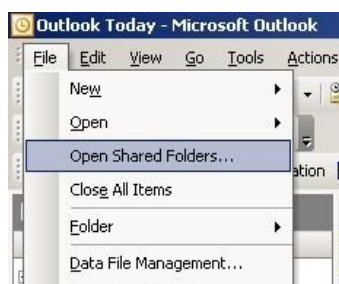 Outlook Today - Microsoft Outlook
File Edit View Go Tools Actions
New
Open
Open Shared Folders...
Close All Items
Folder
Data File Management...